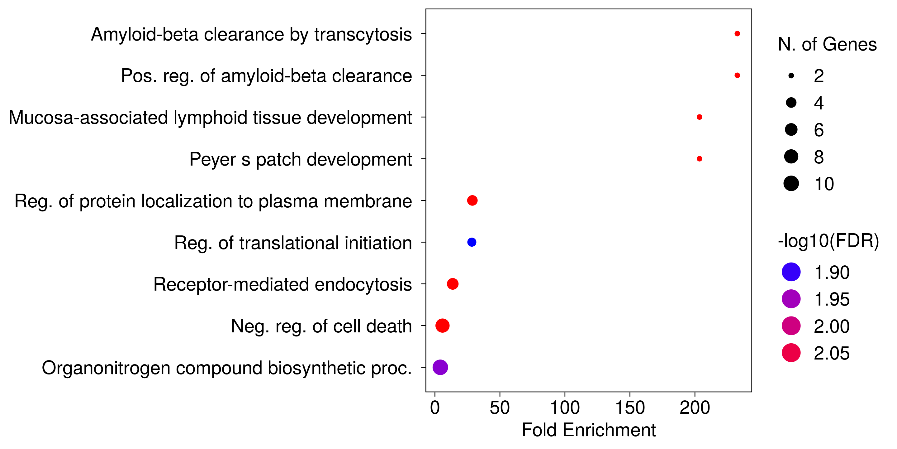 Amyloid-beta clearance by transcytosis
Pos. reg. of amyloid-beta clearance
Mucosa-associated lymphoid tissue development
Peyer s patch development
Reg. of protein localization to plasma membrane
Reg. of translational initiation
Receptor-mediated endocytosis
Neg. reg. of cell death
Organonitrogen compound biosynthetic proc.
0 50 100 150 200
Fold Enrichment
N. of Genes
2
4
6
8
10
-log10(FDR)
1.90
1.95
2.00
2.05